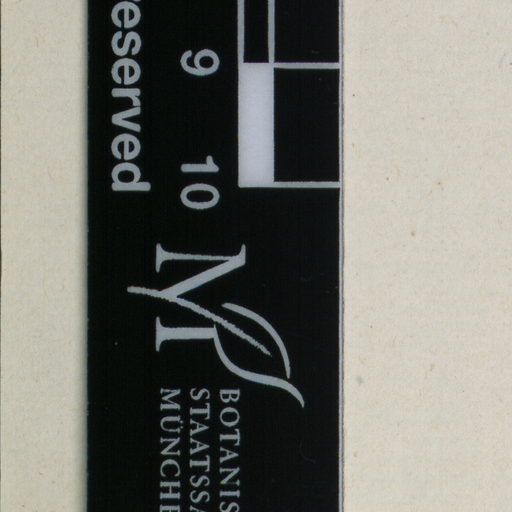 eserved
9 10
BOTANIS
STAATSSA
MÜNCHE